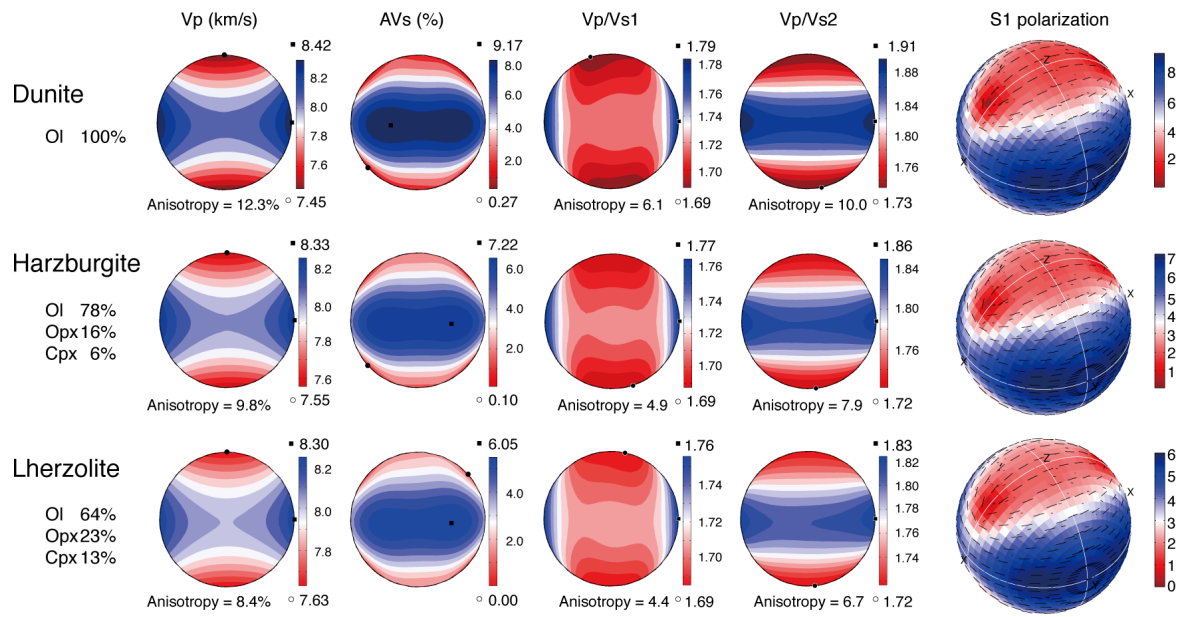 Vp (km/s) AVs (%) Vp/Vs1 Vp/Vs2 S1 polarization
Dunite
Ol 100%
8.42
8.2
8.0
7.8
7.6
Anisotropy = 12.3% 7.45
9.17
8.0
6.0
4.0
2.0
0.27
1.79
1.78
1.76
1.74
1.72
1.70
Anisotropy = 6.1 1.69
1.91
1.90
1.88
1.84
1.82
1.80
1.76
Anisotropy = 10.0 1.73
Z
Y
X
X
Y
8
6
4
2
Harzburgite
Ol 78%
Opx 16%
Cpx 6%
8.33
8.2
8.0
7.8
7.6
Anisotropy = 9.8% 7.55
7.22
6.0
4.0
2.0
0.10
1.77
1.76
1.74
1.72
1.70
Anisotropy = 4.9 1.69
1.86
1.84
1.80
1.76
Anisotropy = 7.9 1.72
Z
Y
X
X
Y
7
6
5
4
3
2
1
Lherzolite
Ol 64%
Opx 23%
Cpx 13%
8.30
8.2
8.0
7.8
Anisotropy = 8.4% 7.63
6.05
4.0
2.0
0.00
1.76
1.74
1.72
1.70
Anisotropy = 4.4 1.69
1.83
1.82
1.80
1.78
1.76
1.74
Anisotropy = 6.7 1.72
Z
Y
X
X
Y
6
5
4
3
2
1
0